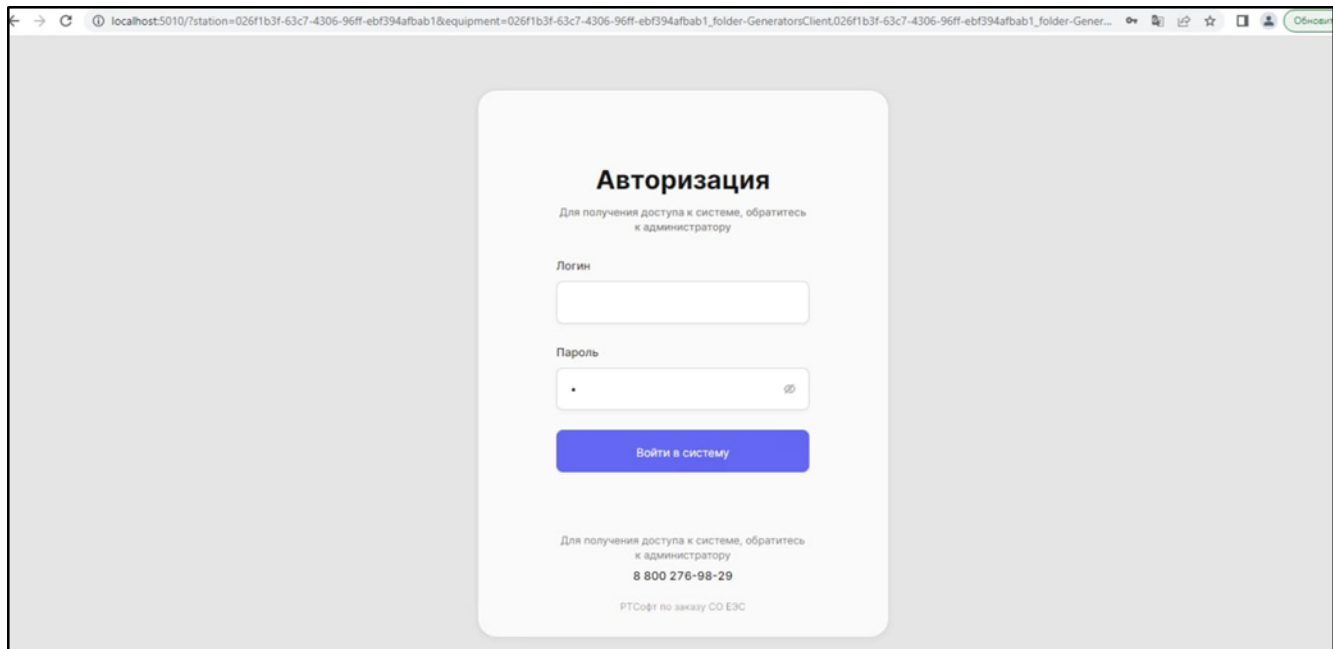 localhost:5010/?station=026f1b3f-63c7-4306-96ff-ebf394afbab1&equipment=026f1b3f-63c7-4306-96ff-ebf394afbab1_folder-GeneratorsClient.026f1b3f-63c7-4306-96ff-ebf394afbab1_folder-Gener...
Авторизация
Для получения доступа к системе, обратитесь
к администратору
Логин
Пароль
Войти в систему
Для получения доступа к системе, обратитесь
к администратору
8 800 276-98-29
РТСофт по заказу СО ЕЭС